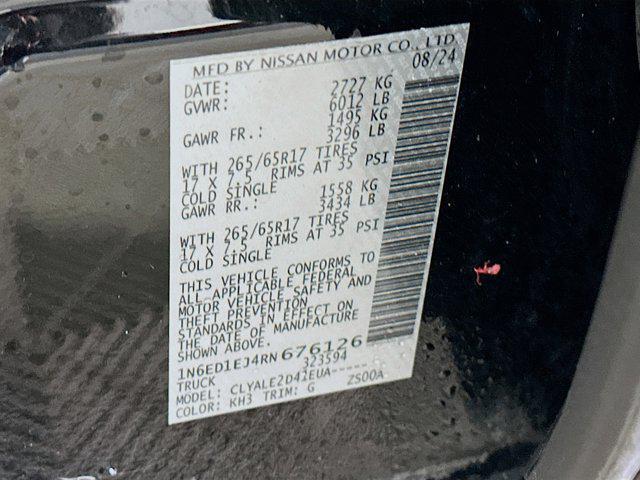 MFD BY NISSAN MOTOR CO., LTD.
DATE: 08/24
GVWR: 2727 KG
6012 LB
GAWR FR.: 1495 KG
3296 LB
WITH 265/65R17 TIRES
17 X 7.5 RIMS AT 35 PSI
COLD SINGLE
GAWR RR.: 1558 KG
3434 LB
WITH 265/65R17 TIRES
17 X 7.5 RIMS AT 35 PSI
COLD SINGLE
THIS VEHICLE CONFORMS TO
ALL APPLICABLE FEDERAL
MOTOR VEHICLE SAFETY AND
THEFT PREVENTION
STANDARDS IN EFFECT ON
THE DATE OF MANUFACTURE
SHOWN ABOVE.
1N6ED1EJ4RN676126
TRUCK 323594
MODEL: CLYALE2D41EUA-----
COLOR: KH3 TRIM: G ZS00A